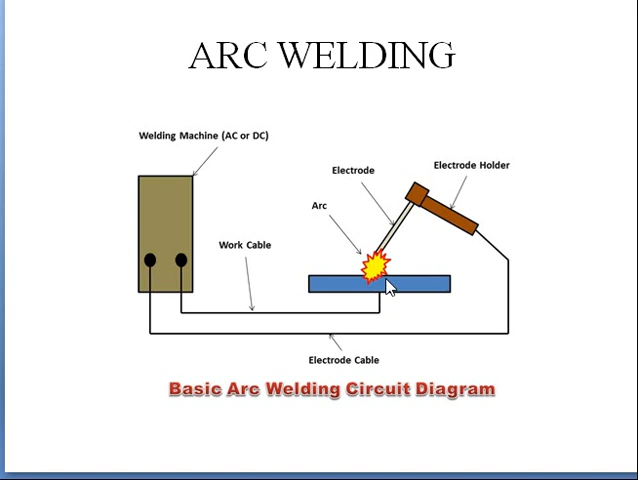 ARC WELDING
Welding Machine (AC or DC)
Electrode
Electrode Holder
Arc
Work Cable
Electrode Cable
Basic Arc Welding Circuit Diagram